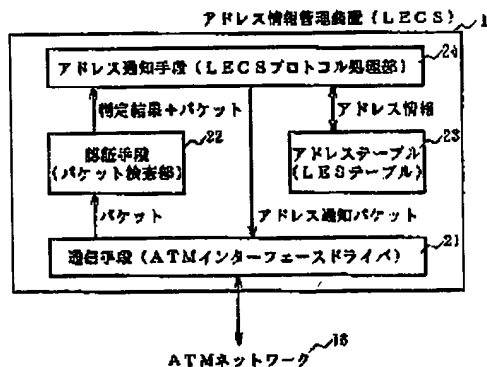 アドレス情報管理装置(LECS) 1
24
アドレス通知手段(LECSプロトコル処理部)
判定結果+パケット
アドレス情報
22
23
認証手段
(パケット検査部)
アドレステーブル
(LESテーブル)
パケット
アドレス通知パケット
21
通信手段(ATMインターフェースドライバ)
ATMネットワーク